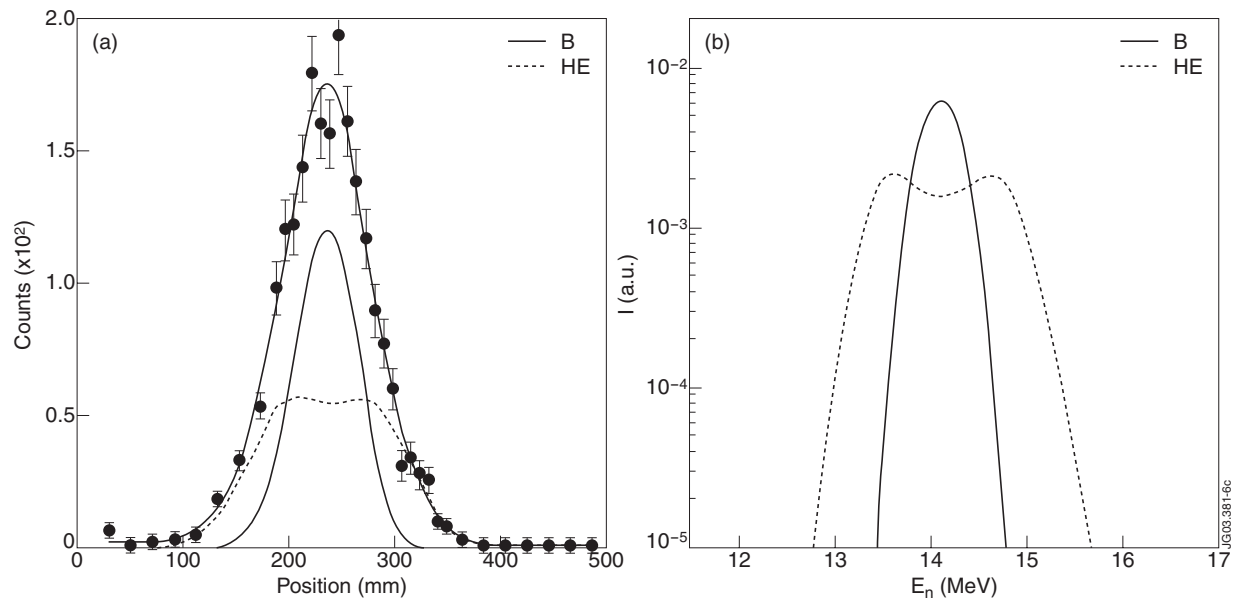 (a)
B
HE
2.0
1.5
1.0
0.5
0
Counts (x10²)
0
100
200
300
400
500
Position (mm)
(b)
B
HE
10⁻²
10⁻³
10⁻⁴
10⁻⁵
I (a.u.)
12
13
14
15
16
17
Eₙ (MeV)
JG03.381-6c